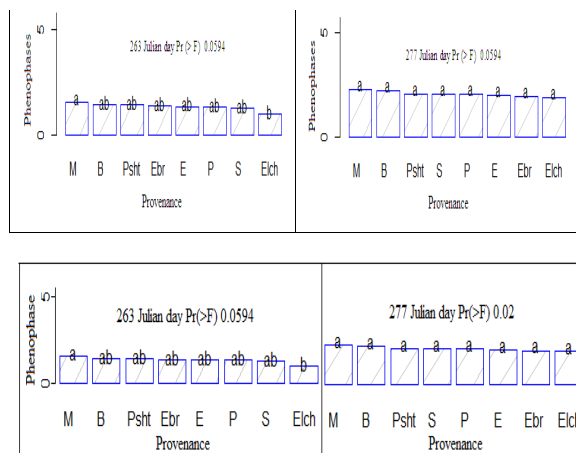 5
Phenophases
0
263 Julian day Pr (> F) 0.0594
a ab ab ab ab ab ab b
M B Psht Ebr E P S Elch
Provenance
5
Phenophases
0
277 Julian day Pr (> F) 0.0594
a a a a a a a a
M B Psht S P E Ebr Elch
Provenance
5
Phenophase
0
263 Julian day Pr(>F) 0.0594
a ab ab ab ab ab ab b
M B Psht Ebr E P S Elch
Provenance
277 Julian day Pr(>F) 0.02
a a a a a a a a
M B Psht S P E Ebr Elch
Provenance